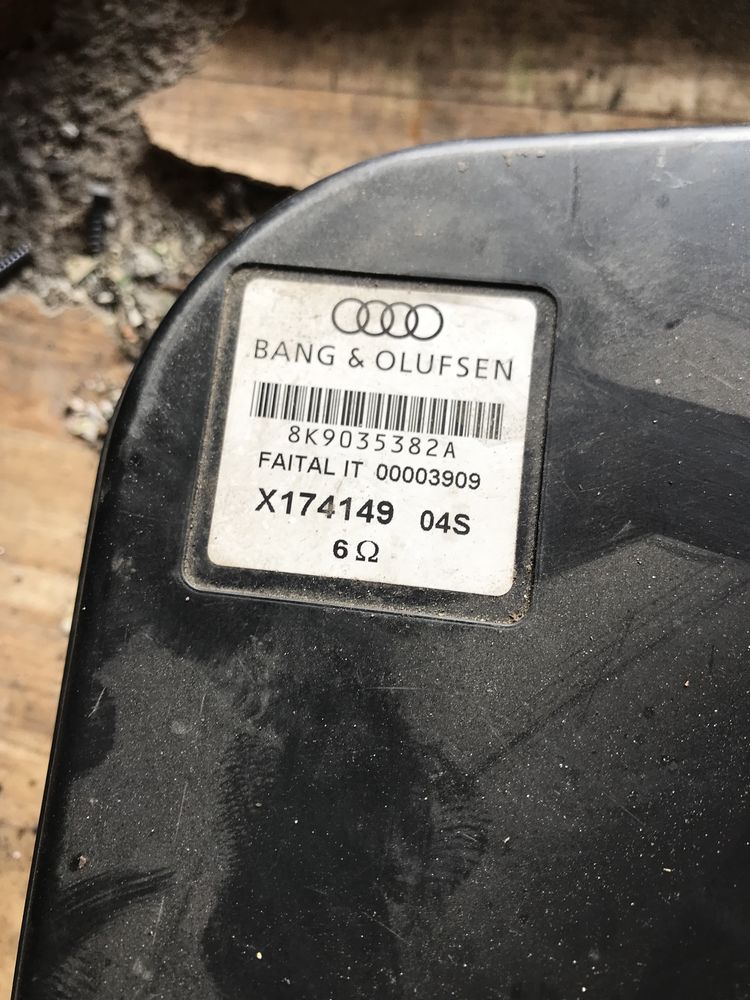 BANG & OLUFSEN
8K9035382A
FAITAL IT 00003909
X174149 04S
6 Ω